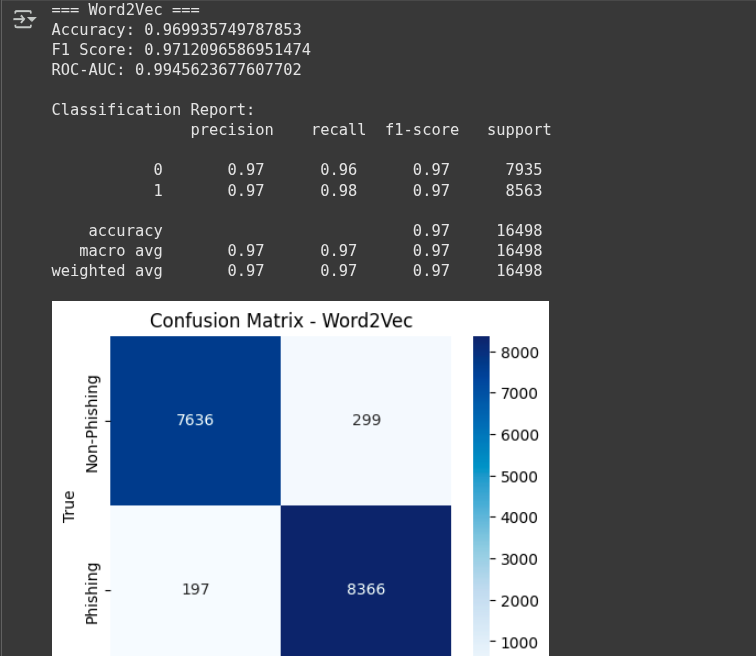 === Word2Vec ===
Accuracy: 0.969935749787853
F1 Score: 0.9712096586951474
ROC-AUC: 0.9945623677607702
Classification Report:
precision recall f1-score support
0 0.97 0.96 0.97 7935
1 0.97 0.98 0.97 8563
accuracy 0.97 16498
macro avg 0.97 0.97 0.97 16498
weighted avg 0.97 0.97 0.97 16498
Confusion Matrix - Word2Vec
True
Non-Phishing
7636 299
Phishing
197 8366
8000
7000
6000
5000
4000
3000
2000
1000